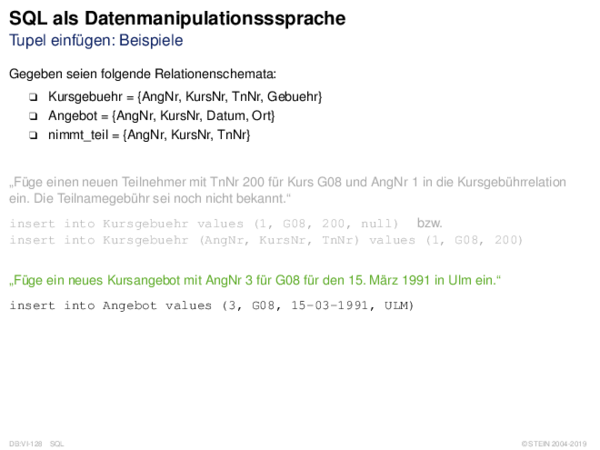 SQL als Datenmanipulationsssprache
Tupel einfügen: Beispiele
Gegeben seien folgende Relationenschemata:
❑ Kursgebuehr = {AngNr, KursNr, TnNr, Gebuehr}
❑ Angebot = {AngNr, KursNr, Datum, Ort}
❑ nimmt_teil = {AngNr, KursNr, TnNr}
„Füge einen neuen Teilnehmer mit TnNr 200 für Kurs G08 und AngNr 1 in die Kursgebührrelation
ein. Die Teilnamegebühr sei noch nicht bekannt.“
insert into Kursgebuehr values (1, G08, 200, null) bzw.
insert into Kursgebuehr (AngNr, KursNr, TnNr) values (1, G08, 200)
„Füge ein neues Kursangebot mit AngNr 3 für G08 für den 15. März 1991 in Ulm ein.“
insert into Angebot values (3, G08, 15-03-1991, ULM)
DB:VI-128 SQL © STEIN 2004-2019